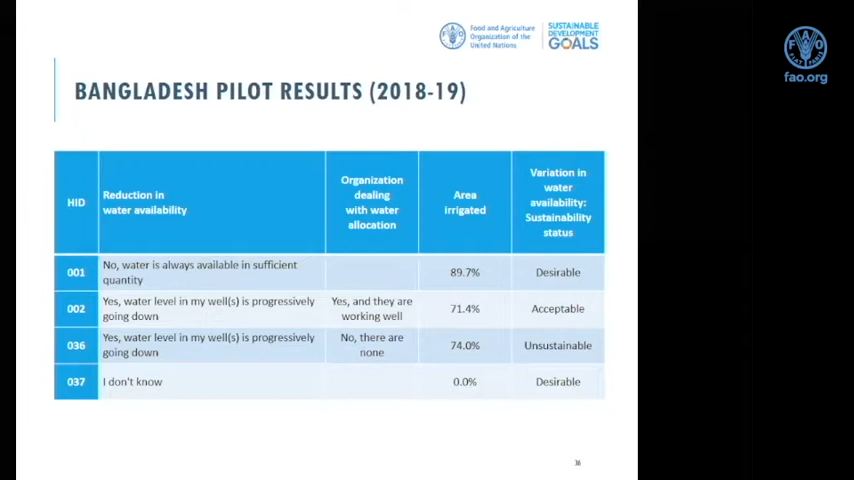 Food and Agriculture
Organization of the
United Nations
SUSTAINABLE
DEVELOPMENT
GOALS
FAO
FIAT PANIS
fao.org
BANGLADESH PILOT RESULTS (2018-19)
HID
Reduction in
water availability
Organization
dealing
with water
allocation
Area
irrigated
Variation in
water
availability:
Sustainability
status
001
No, water is always available in sufficient
quantity
89.7%
Desirable
002
Yes, water level in my well(s) is progressively
going down
Yes, and they are
working well
71.4%
Acceptable
036
Yes, water level in my well(s) is progressively
going down
No, there are
none
74.0%
Unsustainable
037
I don't know
0.0%
Desirable
36